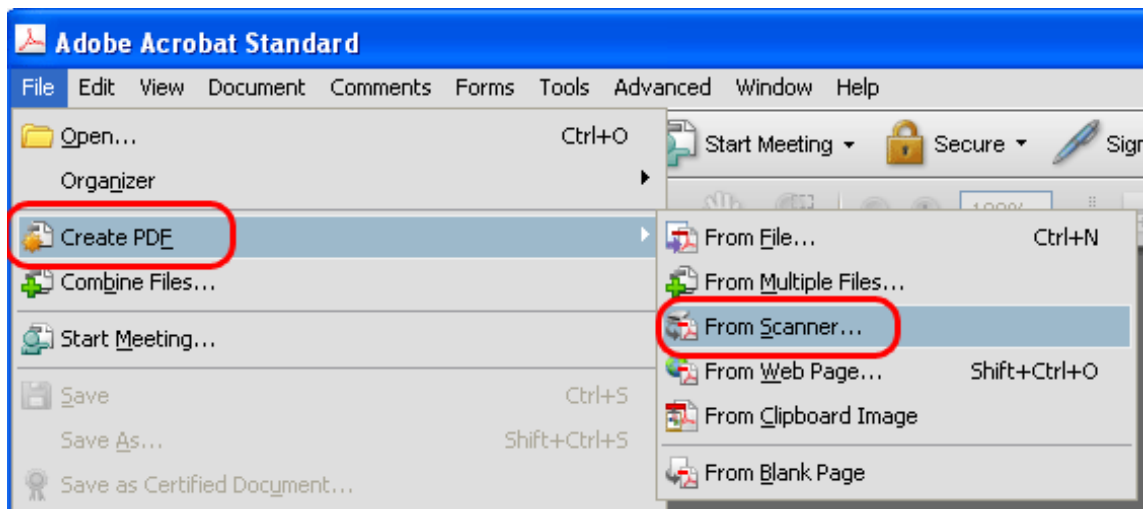 Adobe Acrobat Standard
File Edit View Document Comments Forms Tools Advanced Window Help
Open... Ctrl+O
Organizer
Create PDF
Combine Files...
Start Meeting...
Save Ctrl+S
Save As... Shift+Ctrl+S
Save as Certified Document...
Start Meeting Secure Sign
From File... Ctrl+N
From Multiple Files...
From Scanner...
From Web Page... Shift+Ctrl+O
From Clipboard Image
From Blank Page